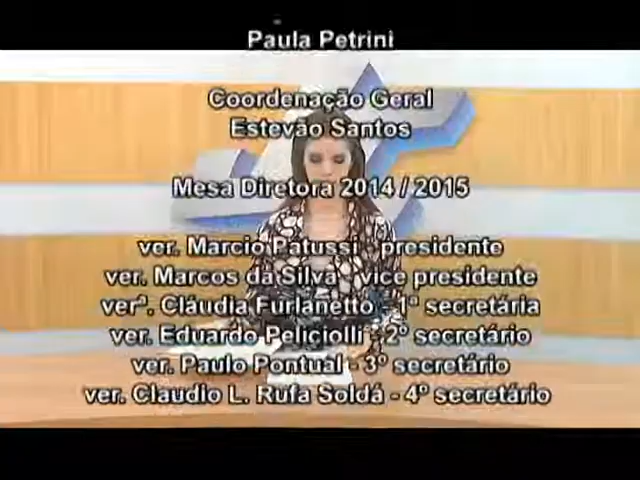 Paula Petrini
Coordenação Geral
Estevão Santos
Mesa Diretora 2014 / 2015
ver. Marcio Patussi - presidente
ver. Marcos da Silva - vice presidente
verª. Cláudia Furlanetto - 1ª secretária
ver. Eduardo Peliciolli - 2º secretário
ver. Paulo Pontual - 3º secretário
ver. Claudio L. Rufa Soldá - 4º secretário